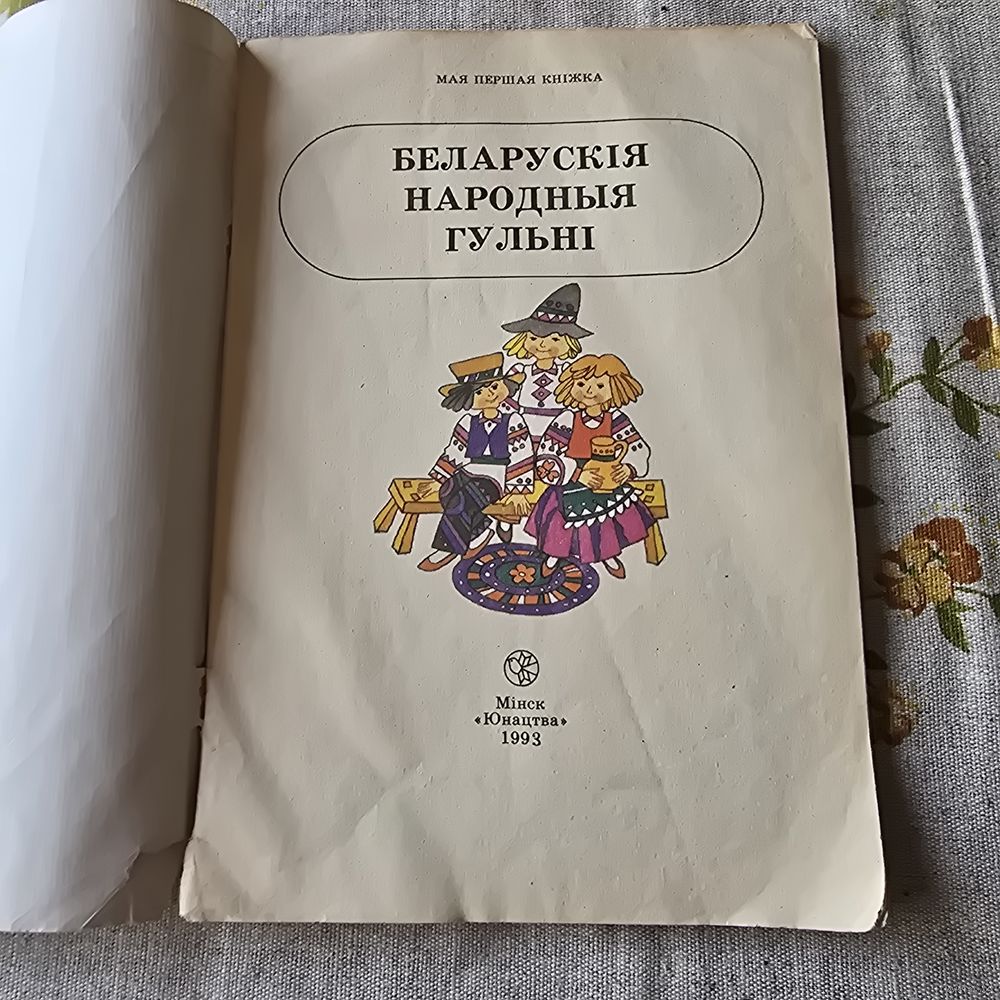 МАЯ ПЕРШАЯ КНІЖКА
БЕЛАРУСКІЯ
НАРОДНЫЯ
ГУЛЬНІ
Мінск
«Юнацтва»
1993